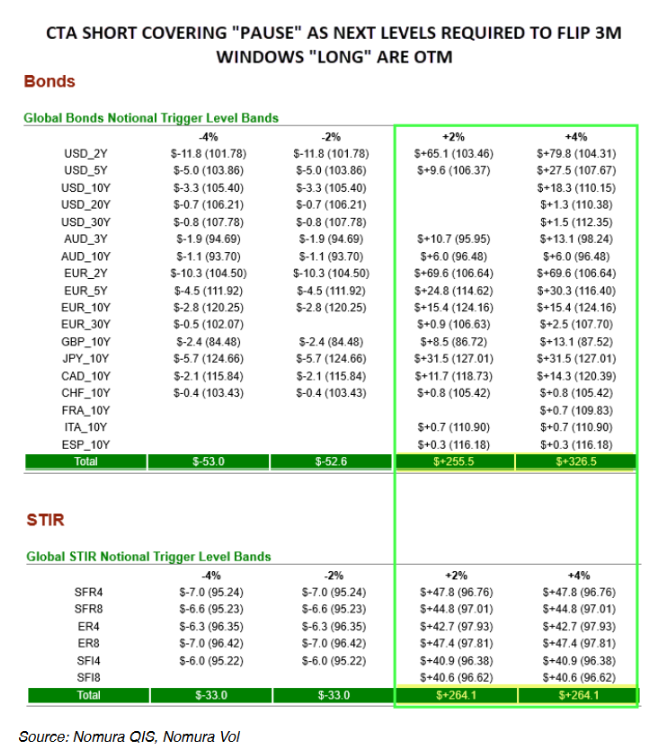 CTA SHORT COVERING "PAUSE" AS NEXT LEVELS REQUIRED TO FLIP 3M
WINDOWS "LONG" ARE OTM
Bonds
Global Bonds Notional Trigger Level Bands
-4% -2% +2% +4%
USD_2Y $-11.8 (101.78) $-11.8 (101.78) $+65.1 (103.46) $+79.8 (104.31)
USD_5Y $-5.0 (103.86) $-5.0 (103.86) $+9.6 (106.37) $+27.5 (107.67)
USD_10Y $-3.3 (105.40) $-3.3 (105.40) $+18.3 (110.15)
USD_20Y $-0.7 (106.21) $-0.7 (106.21) $+1.3 (110.38)
USD_30Y $-0.8 (107.78) $-0.8 (107.78) $+1.5 (112.35)
AUD_3Y $-1.9 (94.69) $-1.9 (94.69) $+10.7 (95.95) $+13.1 (98.24)
AUD_10Y $-1.1 (93.70) $-1.1 (93.70) $+6.0 (96.48) $+6.0 (96.48)
EUR_2Y $-10.3 (104.50) $-10.3 (104.50) $+69.6 (106.64) $+69.6 (106.64)
EUR_5Y $-4.5 (111.92) $-4.5 (111.92) $+24.8 (114.62) $+30.3 (116.40)
EUR_10Y $-2.8 (120.25) $-2.8 (120.25) $+15.4 (124.16) $+15.4 (124.16)
EUR_30Y $-0.5 (102.07) $+0.9 (106.63) $+2.5 (107.70)
GBP_10Y $-2.4 (84.48) $-2.4 (84.48) $+8.5 (86.72) $+13.1 (87.52)
JPY_10Y $-5.7 (124.66) $-5.7 (124.66) $+31.5 (127.01) $+31.5 (127.01)
CAD_10Y $-2.1 (115.84) $-2.1 (115.84) $+11.7 (118.73) $+14.3 (120.39)
CHF_10Y $-0.4 (103.43) $-0.4 (103.43) $+0.8 (105.42) $+0.8 (105.42)
FRA_10Y $+0.7 (109.83)
ITA_10Y $+0.7 (110.90) $+0.7 (110.90)
ESP_10Y $+0.3 (116.18) $+0.3 (116.18)
Total $-53.0 $-52.6 $+255.5 $+326.5
STIR
Global STIR Notional Trigger Level Bands
-4% -2% +2% +4%
SFR4 $-7.0 (95.24) $-7.0 (95.24) $+47.8 (96.76) $+47.8 (96.76)
SFR8 $-6.6 (95.23) $-6.6 (95.23) $+44.8 (97.01) $+44.8 (97.01)
ER4 $-6.3 (96.35) $-6.3 (96.35) $+42.7 (97.93) $+42.7 (97.93)
ER8 $-7.0 (96.42) $-7.0 (96.42) $+47.4 (97.81) $+47.4 (97.81)
SFI4 $-6.0 (95.22) $-6.0 (95.22) $+40.9 (96.38) $+40.9 (96.38)
SFI8 $+40.6 (96.62) $+40.6 (96.62)
Total $-33.0 $-33.0 $+264.1 $+264.1
Source: Nomura QIS, Nomura Vol